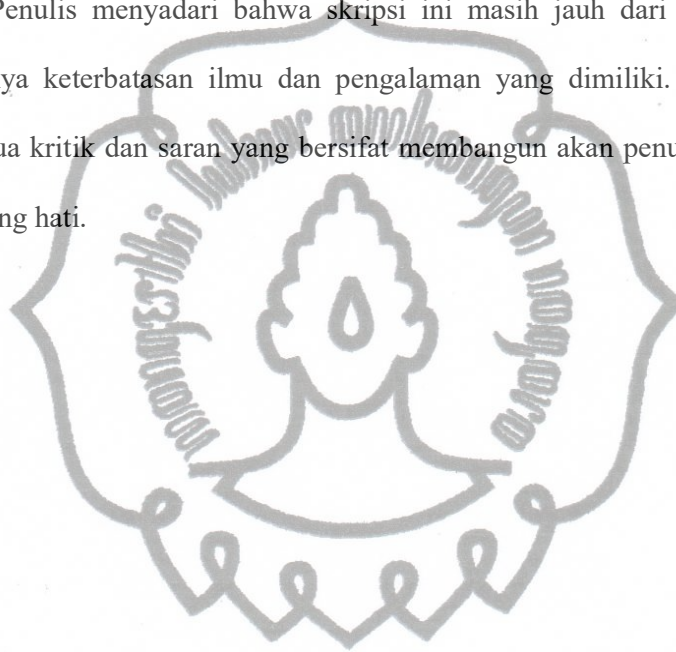 Penulis menyadari bahwa skripsi ini masih jauh dari
ya keterbatasan ilmu dan pengalaman yang dimiliki.
ua kritik dan saran yang bersifat membangun akan penu
ng hati.